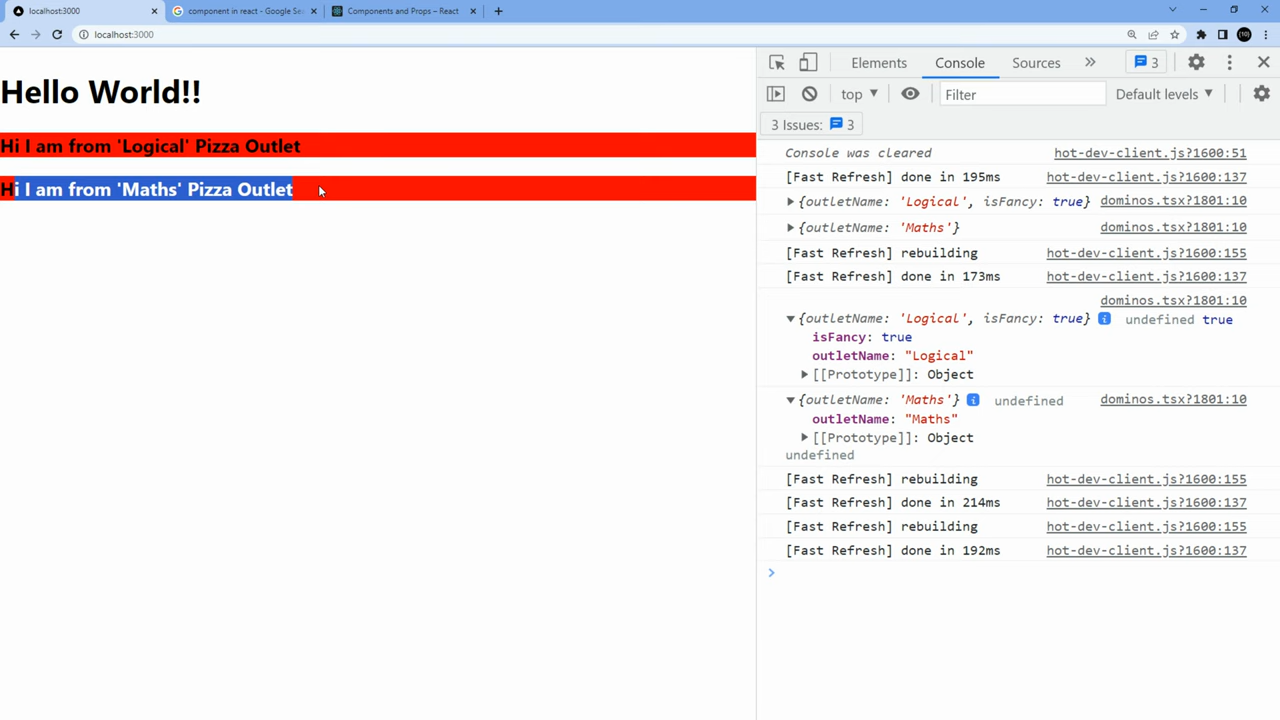 localhost:3000
component in react - Google Sea
Components and Props – React
localhost:3000
Hello World!!
Hi I am from 'Logical' Pizza Outlet
Hi I am from 'Maths' Pizza Outlet
Elements Console Sources 3
top Filter Default levels
3 Issues: 3
Console was cleared hot-dev-client.js?1600:51
[Fast Refresh] done in 195ms hot-dev-client.js?1600:137
{outletName: 'Logical', isFancy: true} dominos.tsx?1801:10
{outletName: 'Maths'} dominos.tsx?1801:10
[Fast Refresh] rebuilding hot-dev-client.js?1600:155
[Fast Refresh] done in 173ms hot-dev-client.js?1600:137
dominos.tsx?1801:10
{outletName: 'Logical', isFancy: true} undefined true
isFancy: true
outletName: "Logical"
[[Prototype]]: Object
{outletName: 'Maths'} undefined dominos.tsx?1801:10
outletName: "Maths"
[[Prototype]]: Object
undefined
[Fast Refresh] rebuilding hot-dev-client.js?1600:155
[Fast Refresh] done in 214ms hot-dev-client.js?1600:137
[Fast Refresh] rebuilding hot-dev-client.js?1600:155
[Fast Refresh] done in 192ms hot-dev-client.js?1600:137